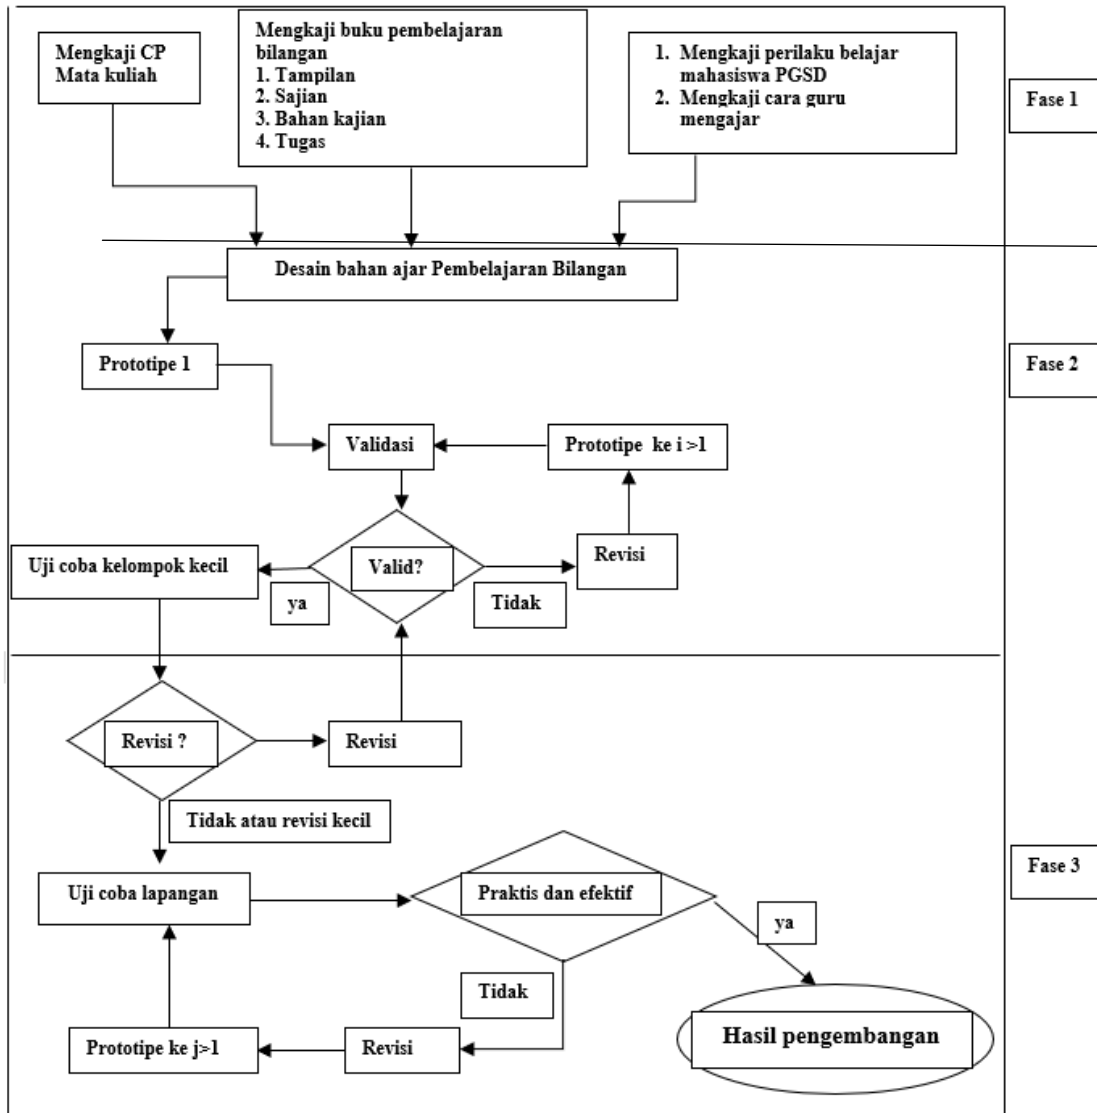 Mengkaji CP
Mata kuliah
Mengkaji buku pembelajaran
bilangan
1. Tampilan
2. Sajian
3. Bahan kajian
4. Tugas
1. Mengkaji perilaku belajar
mahasiswa PGSD
2. Mengkaji cara guru
mengajar
Fase 1
Desain bahan ajar Pembelajaran Bilangan
Prototipe 1
Fase 2
Validasi
Prototipe ke i >1
Uji coba kelompok kecil
Valid?
Revisi
ya
Tidak
Revisi ?
Revisi
Tidak atau revisi kecil
Uji coba lapangan
Praktis dan efektif
Fase 3
ya
Tidak
Prototipe ke j>1
Revisi
Hasil pengembangan